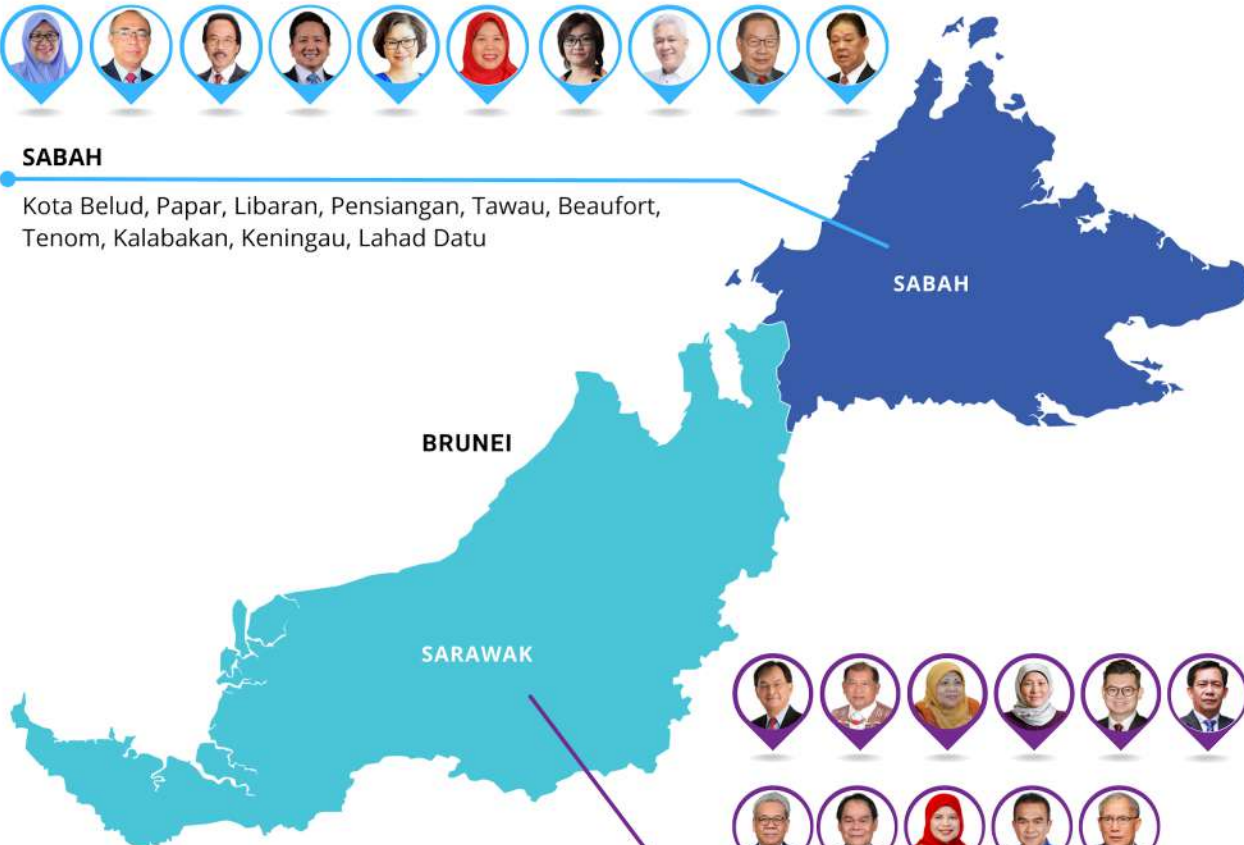 SABAH
Kota Belud, Papar, Libaran, Pensiangan, Tawau, Beaufort,
Tenom, Kalabakan, Keningau, Lahad Datu
SABAH
BRUNEI
SARAWAK